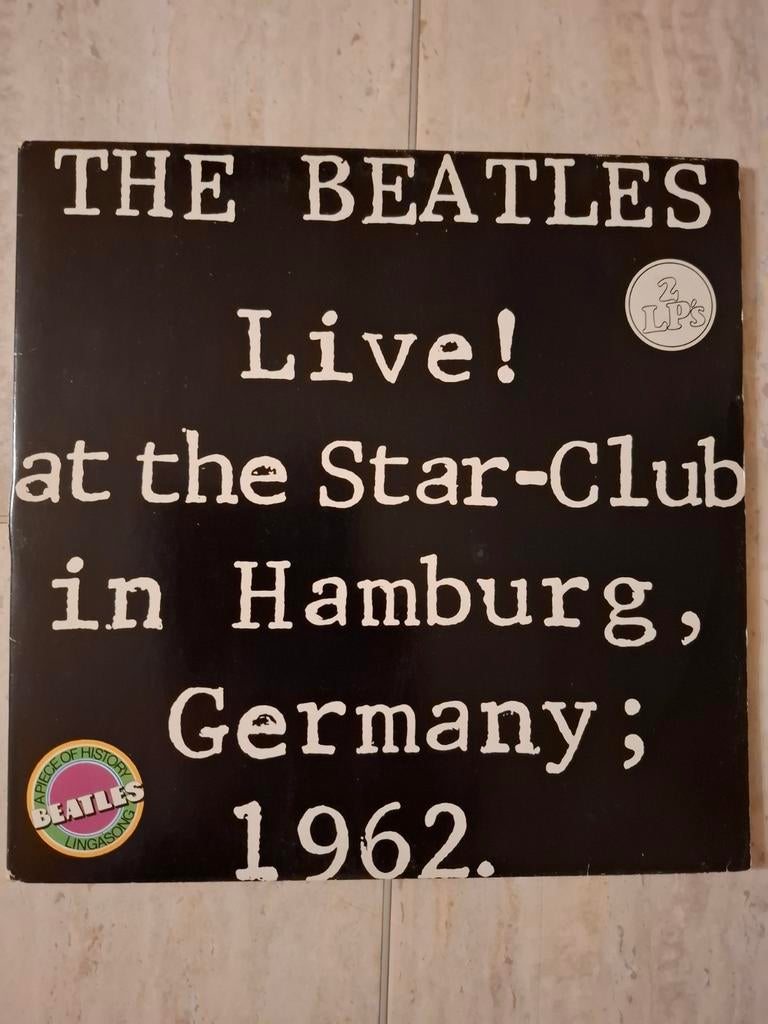 THE BEATLES
2
LP's
Live!
at the Star-Club
in Hamburg,
Germany;
A PIECE OF HISTORY
BEATLES
LINGASONG
1962.